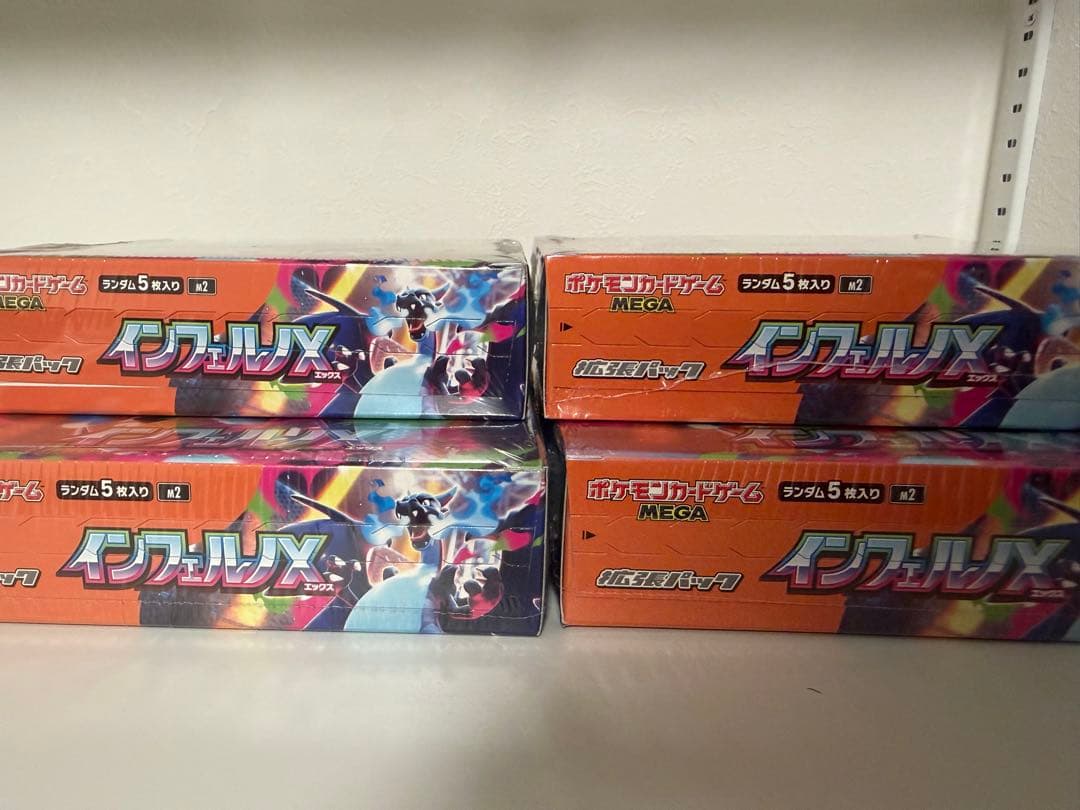 ンカードゲーム
MEGA
ランダム5枚入り M2
インフェルノX
エックス
張パック
ポケモンカードゲーム
MEGA
ランダム5枚入り M2
インフェルノX
エックス
拡張パック
ゲーム
ランダム5枚入り M2
インフェルノX
エックス
パック
ポケモンカードゲーム
MEGA
ランダム5枚入り M2
インフェルノX
エックス
拡張パック